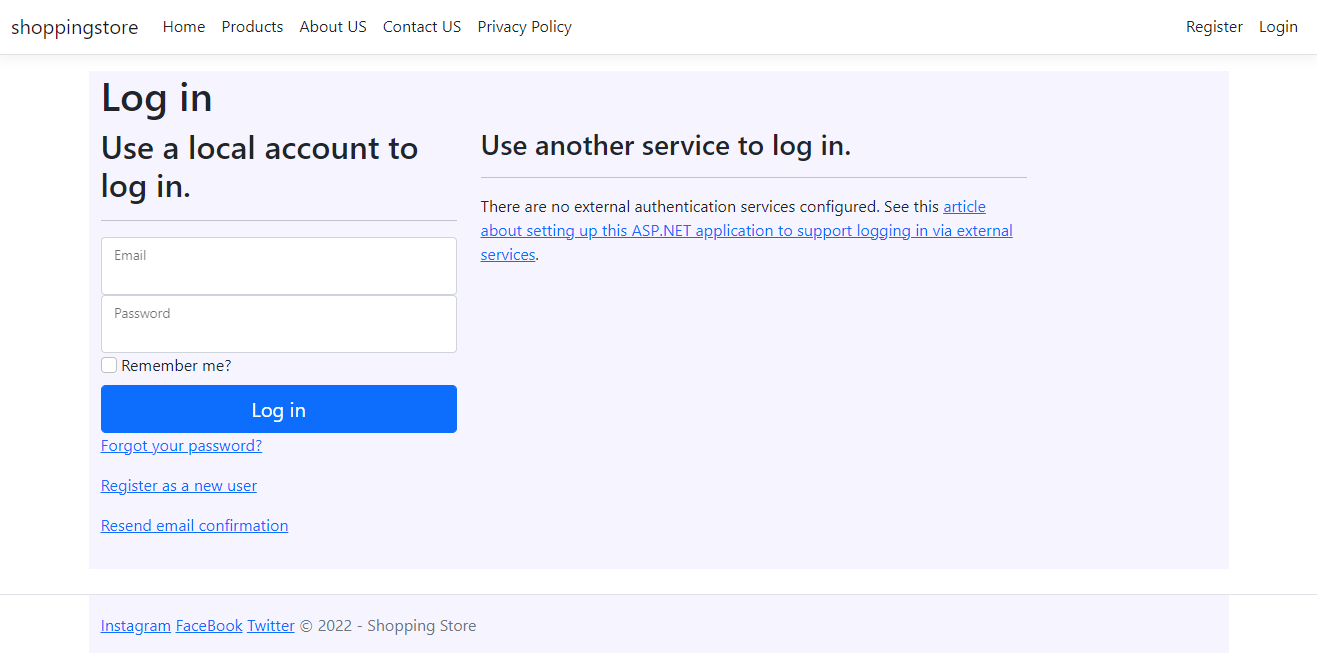 shoppingstore Home Products About US Contact US Privacy Policy Register Login
Log in
Use a local account to
log in.
Email
Password
Remember me?
Log in
Forgot your password?
Register as a new user
Resend email confirmation
Use another service to log in.
There are no external authentication services configured. See this article
about setting up this ASP.NET application to support logging in via external
services.
Instagram FaceBook Twitter © 2022 - Shopping Store